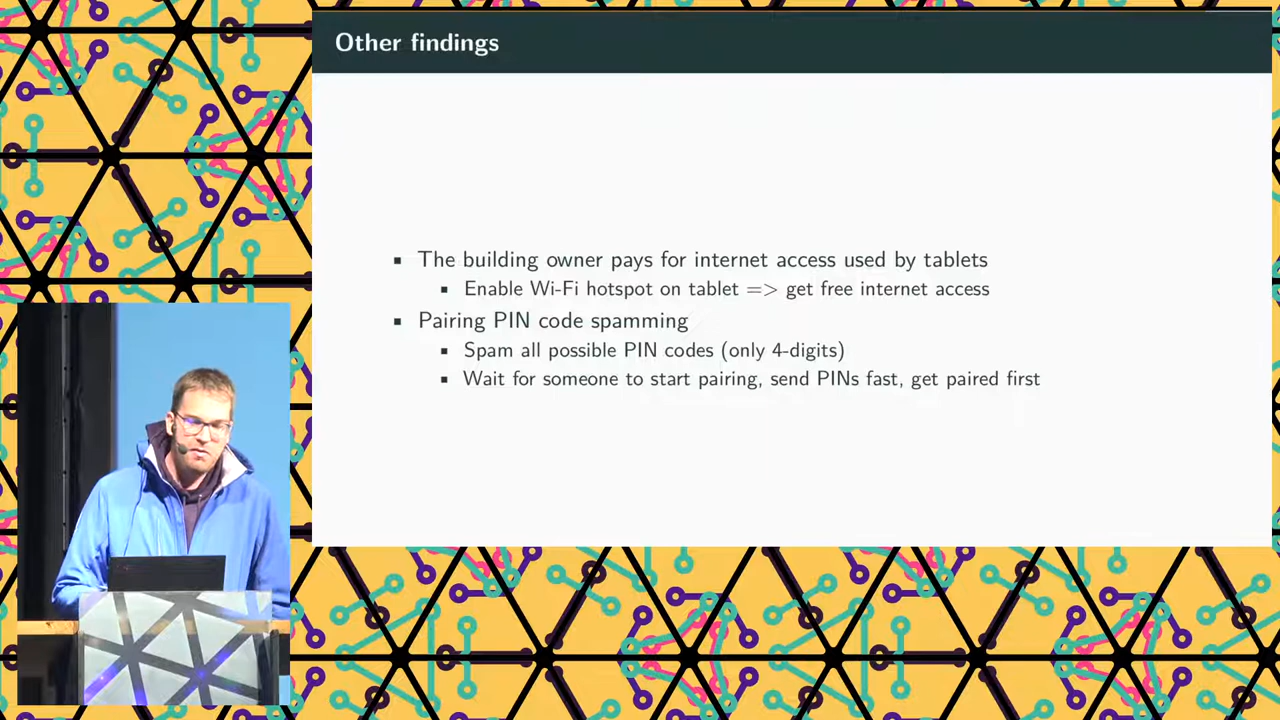 Other findings
▪ The building owner pays for internet access used by tablets
▪ Enable Wi-Fi hotspot on tablet => get free internet access
▪ Pairing PIN code spamming
▪ Spam all possible PIN codes (only 4-digits)
▪ Wait for someone to start pairing, send PINs fast, get paired first